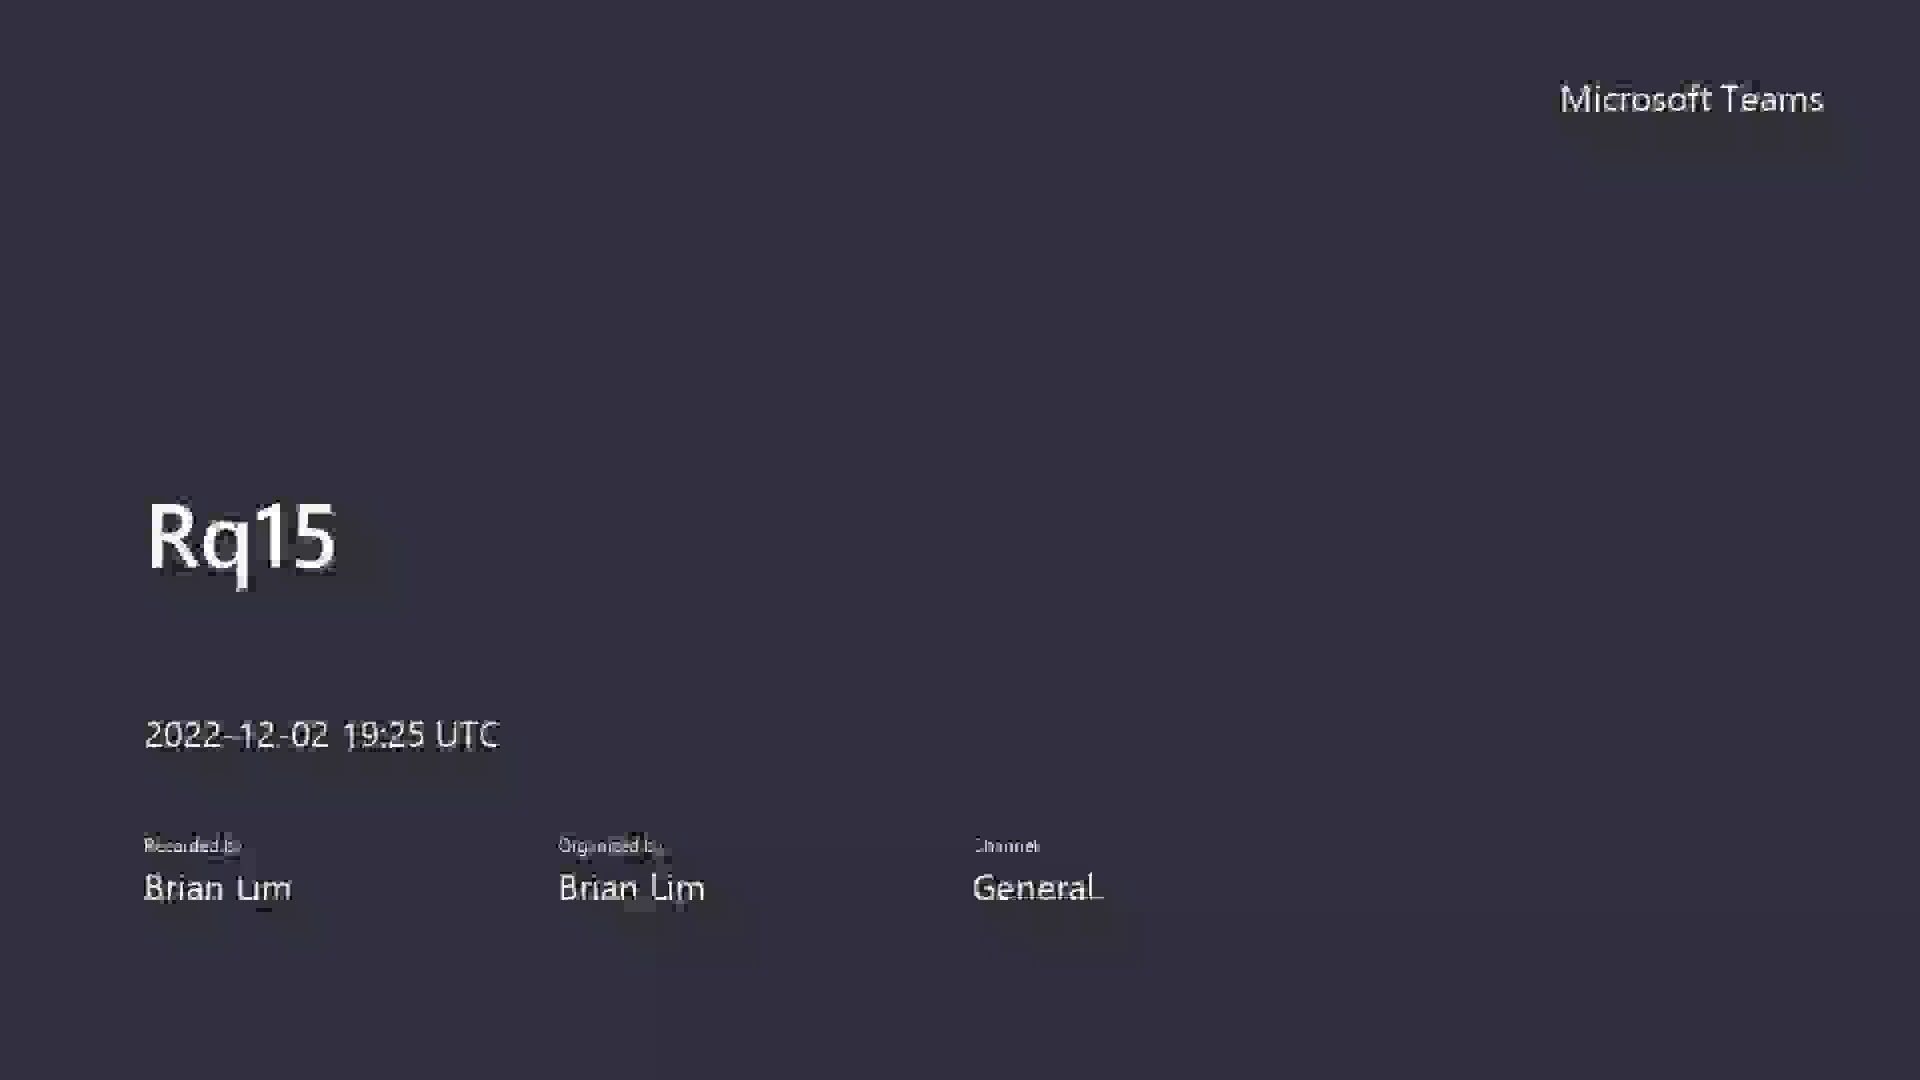 Microsoft Teams
Rq15
2022-12-02 19:25 UTC
Recorded by Organized by Channel
Brian Lim Brian Lim General